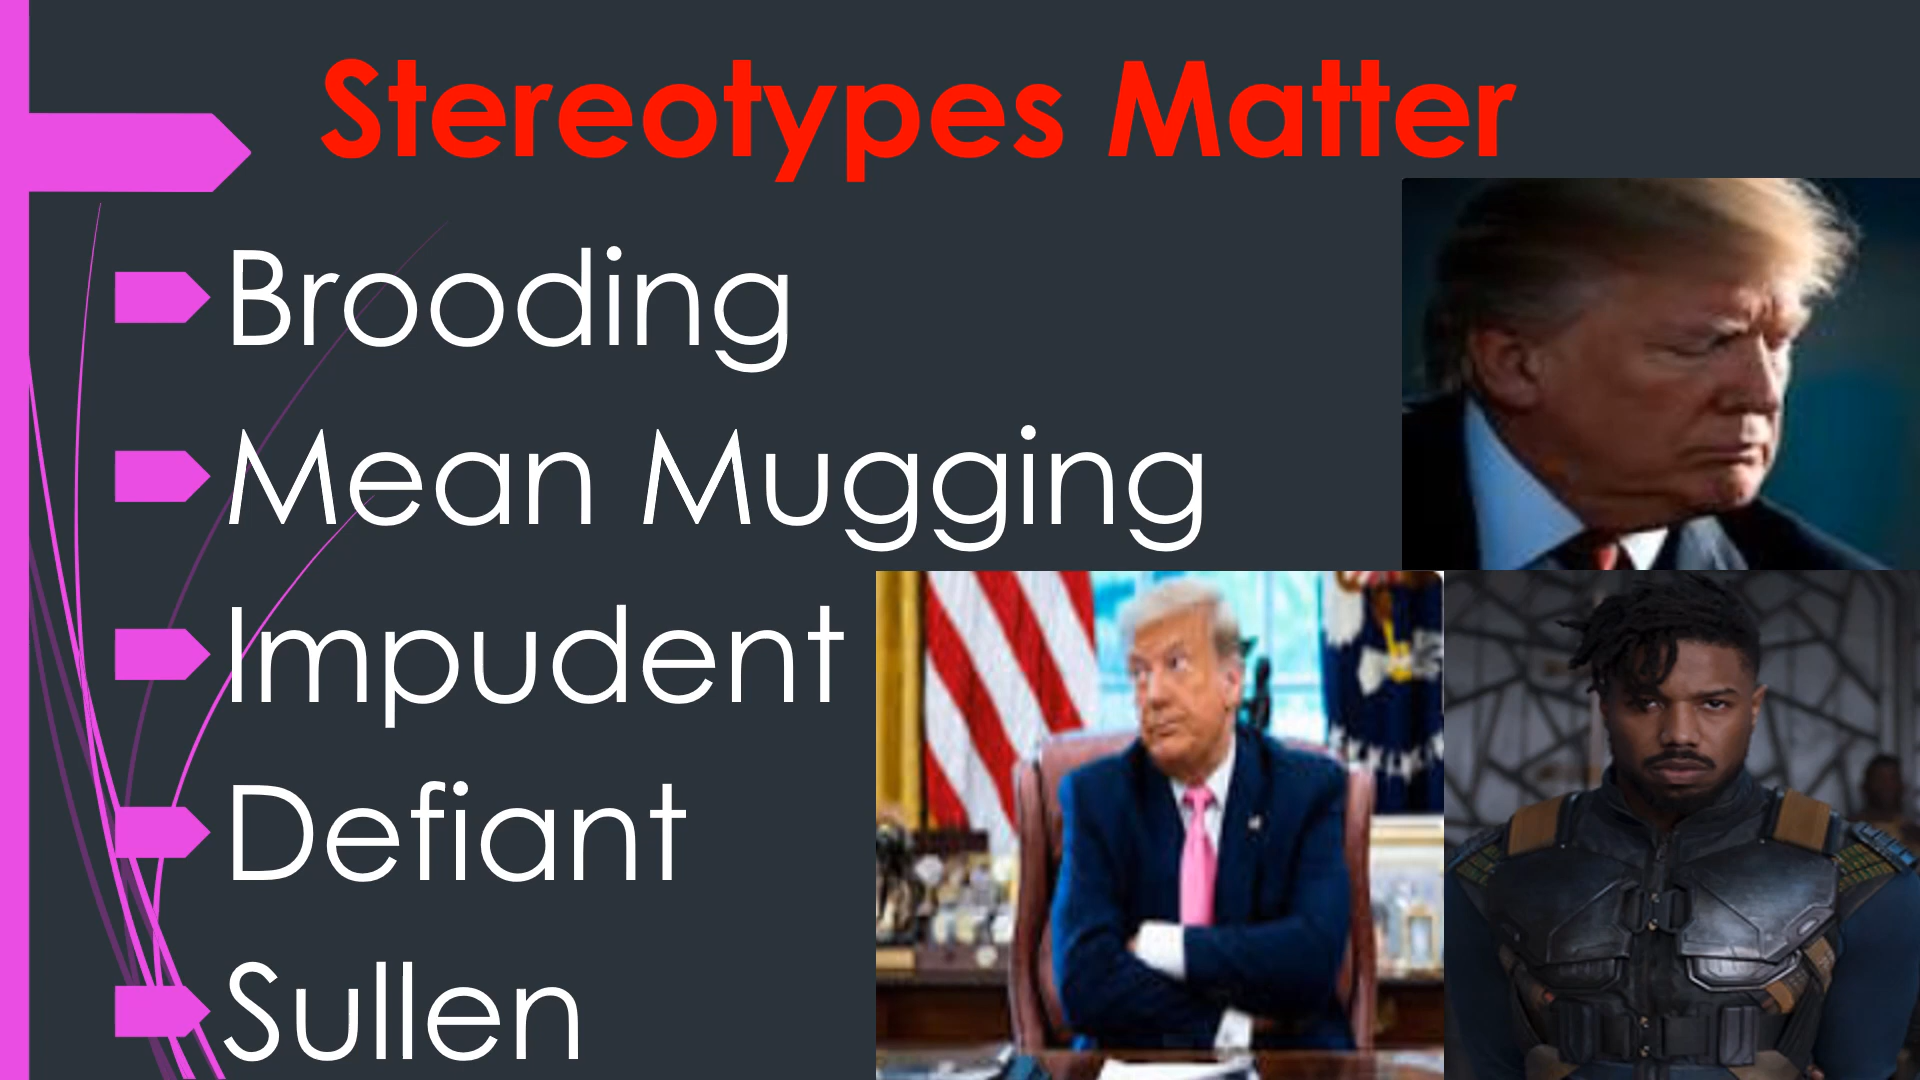 Stereotypes Matter
Brooding
Mean Mugging
Impudent
Defiant
Sullen